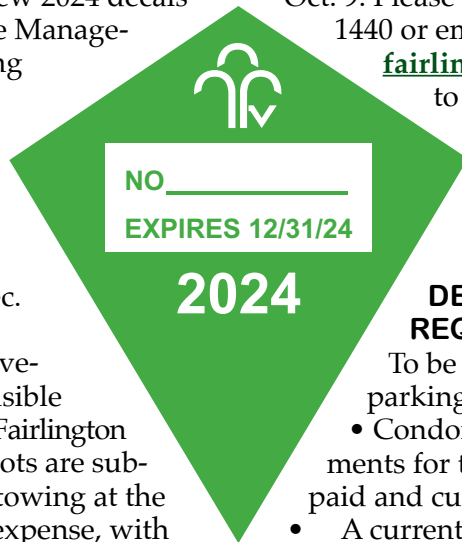 ew 2024 decals
e Manage-
ng
c.
ve-
sible
Fairlington
ots are sub-
towing at the
expense, with
NO
EXPIRES 12/31/24
2024
Oct. 9. Please
1440 or em
fairlin
to
DE
REQ
To be
parking
• Condo
ments for t
paid and cu
• A current